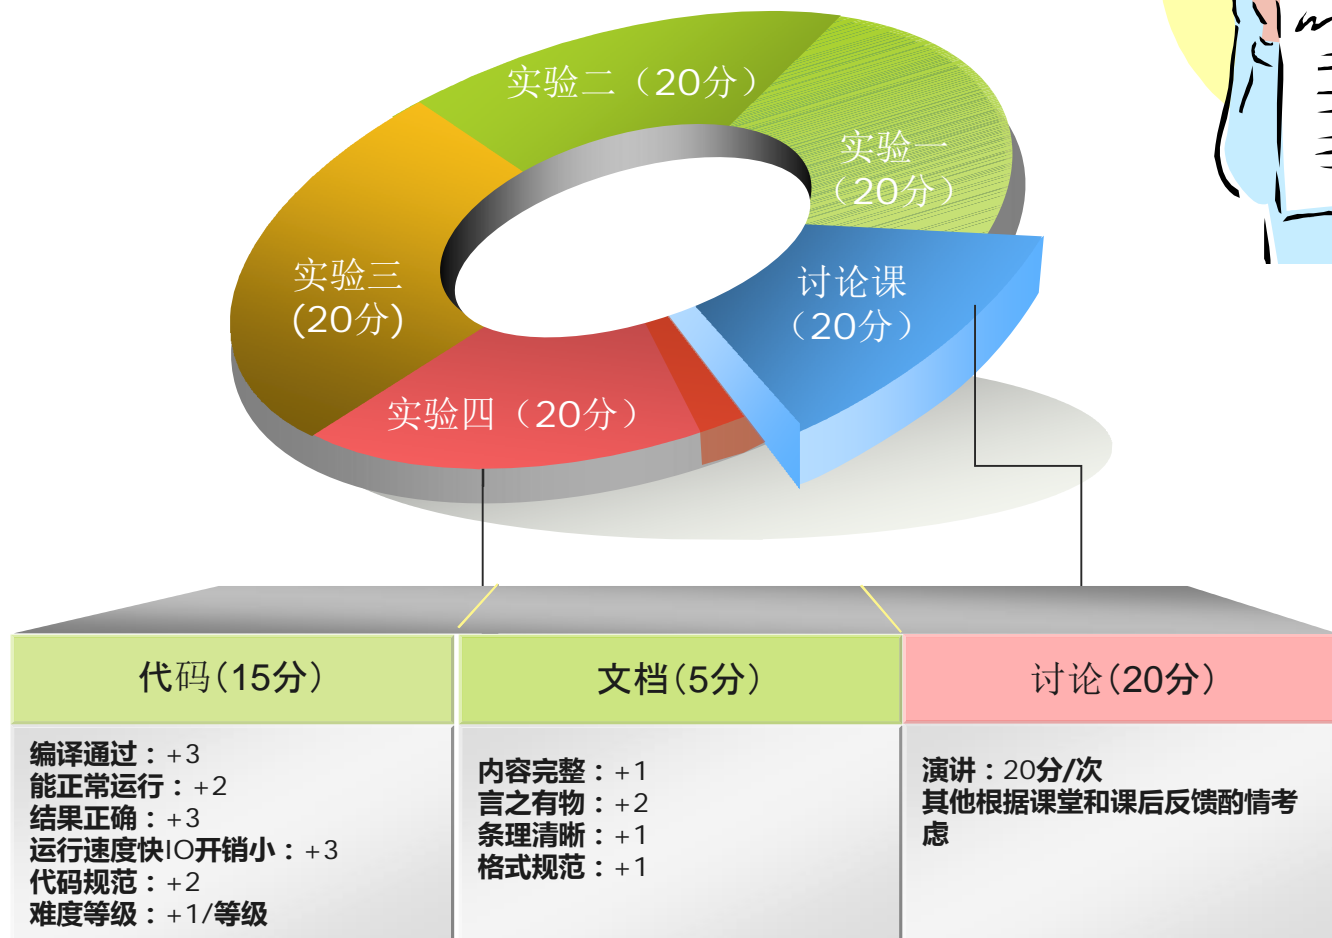 实验二（20分）
实验一
（20分）
实验三
(20分)
讨论课
（20分）
实验四（20分）
代码(15分)
文档(5分)
讨论(20分)
编译通过：+3
能正常运行：+2
结果正确：+3
运行速度快IO开销小：+3
代码规范：+2
难度等级：+1/等级
内容完整：+1
言之有物：+2
条理清晰：+1
格式规范：+1
演讲：20分/次
其他根据课堂和课后反馈酌情考
虑